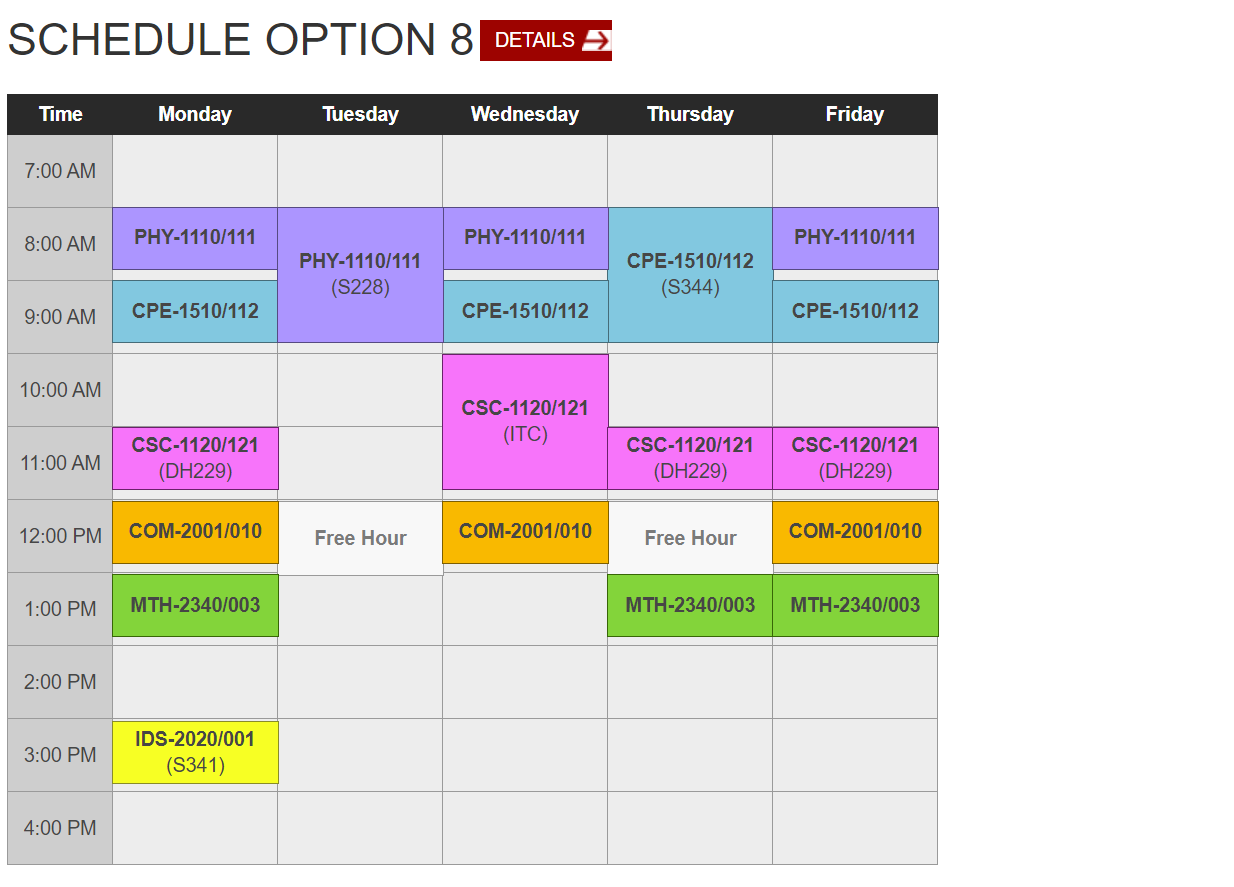 SCHEDULE OPTION 8 DETAILS
Time Monday Tuesday Wednesday Thursday Friday
7:00 AM
8:00 AM PHY-1110/111 PHY-1110/111 PHY-1110/111
PHY-1110/111 CPE-1510/112
(S228) (S344)
9:00 AM CPE-1510/112 CPE-1510/112 CPE-1510/112
10:00 AM
CSC-1120/121
(ITC)
11:00 AM CSC-1120/121 CSC-1120/121 CSC-1120/121
(DH229) (DH229) (DH229)
12:00 PM COM-2001/010 Free Hour COM-2001/010 Free Hour COM-2001/010
1:00 PM MTH-2340/003 MTH-2340/003 MTH-2340/003
2:00 PM
3:00 PM IDS-2020/001
(S341)
4:00 PM